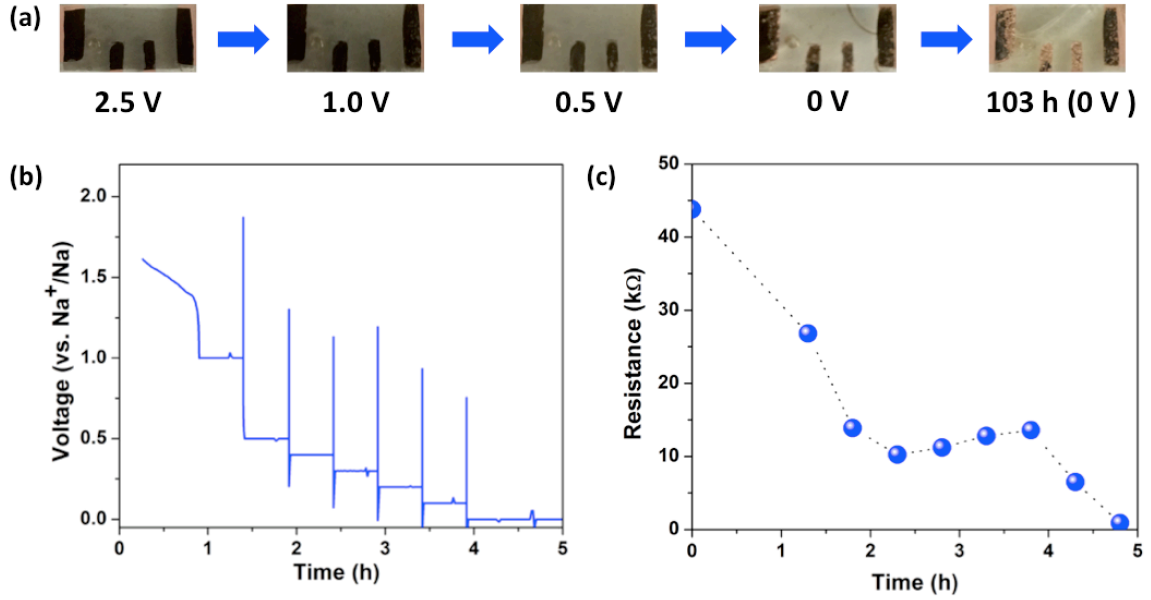 (a)
2.5 V
1.0 V
0.5 V
0 V
103 h (0 V )
(b)
Voltage (vs. Na⁺/Na)
2.0
1.5
1.0
0.5
0.0
0 1 2 3 4 5
Time (h)
(c)
Resistance (kΩ)
50
40
30
20
10
0
0 1 2 3 4 5
Time (h)